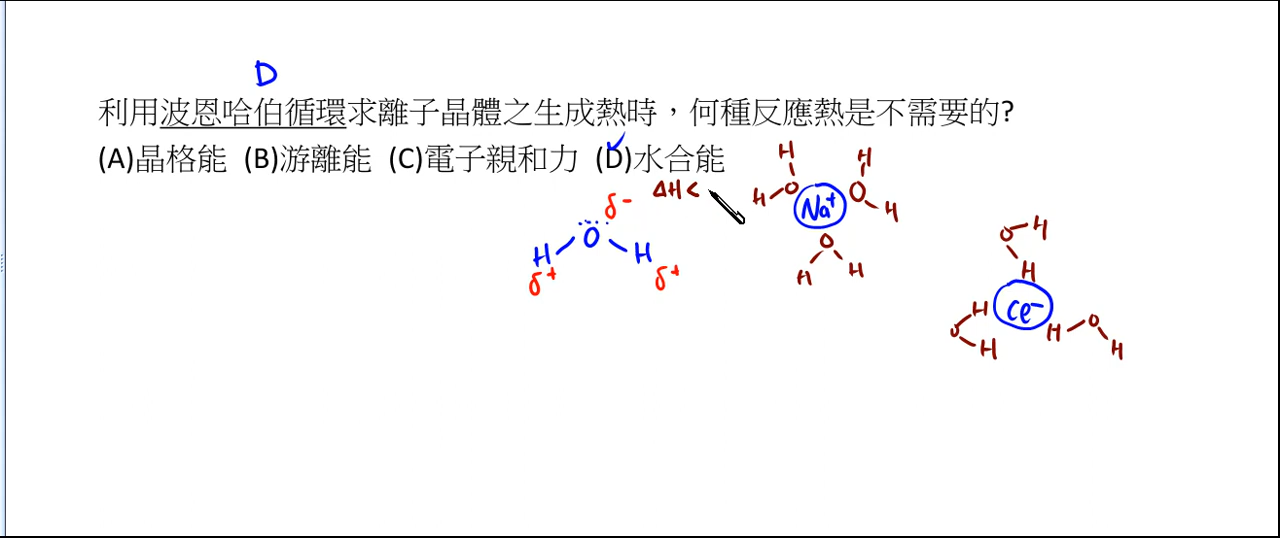 D
利用波恩哈伯循環求離子晶體之生成熱時，何種反應熱是不需要的?
(A)晶格能 (B)游離能 (C)電子親和力 (D)水合能
H H
ΔH< H O Na+ O H
δ-
H O H O
δ+ δ+ H H
O H
H
H Cl- H O
O H H